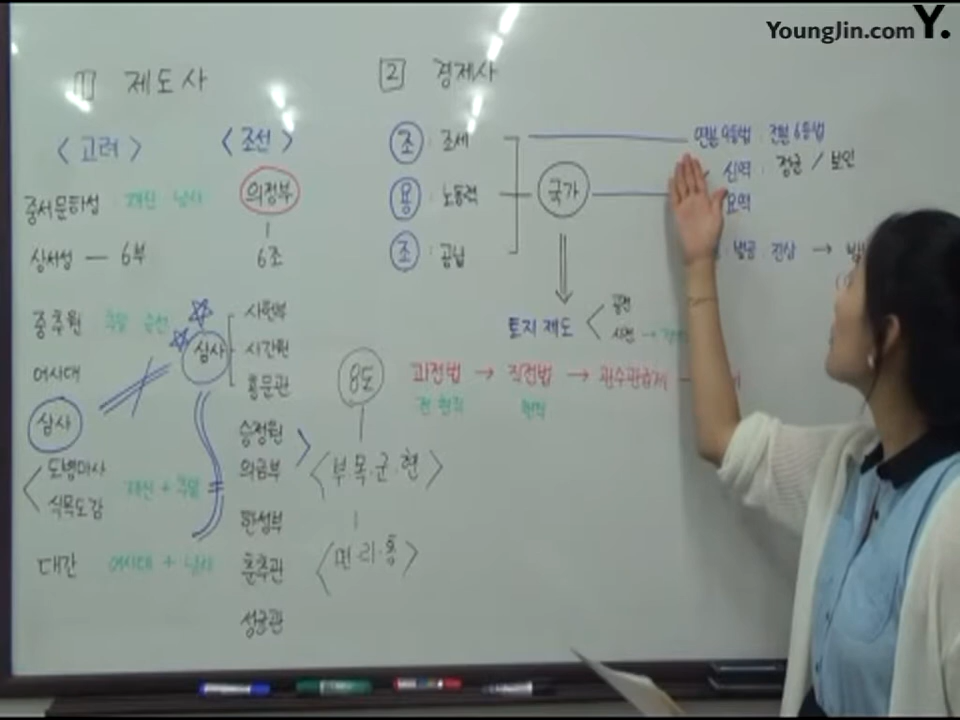 YoungJin.com Y.
1 제도사
<고려>
중서문하성 재신 낭사
상서성 — 6부
중추원 추밀 승선
어사대
삼사
도병마사
식목도감
재신 + 추밀
대간 어사대 + 낭사
<조선>
의정부
6조
삼사
사헌부
사간원
홍문관
승정원
의금부
한성부
춘추관
성균관
8도
<부·목·군·현>
<면·리·통>
2 경제사
조 : 조세
용 : 노동력
조 : 공납
국가
연분 9등법 · 전분 6등법
신역 : 정군 / 보인
요역
별공 진상 →
토지 제도
공전
사전 →
과전법 → 직전법 → 관수관급제
전·현직
현직